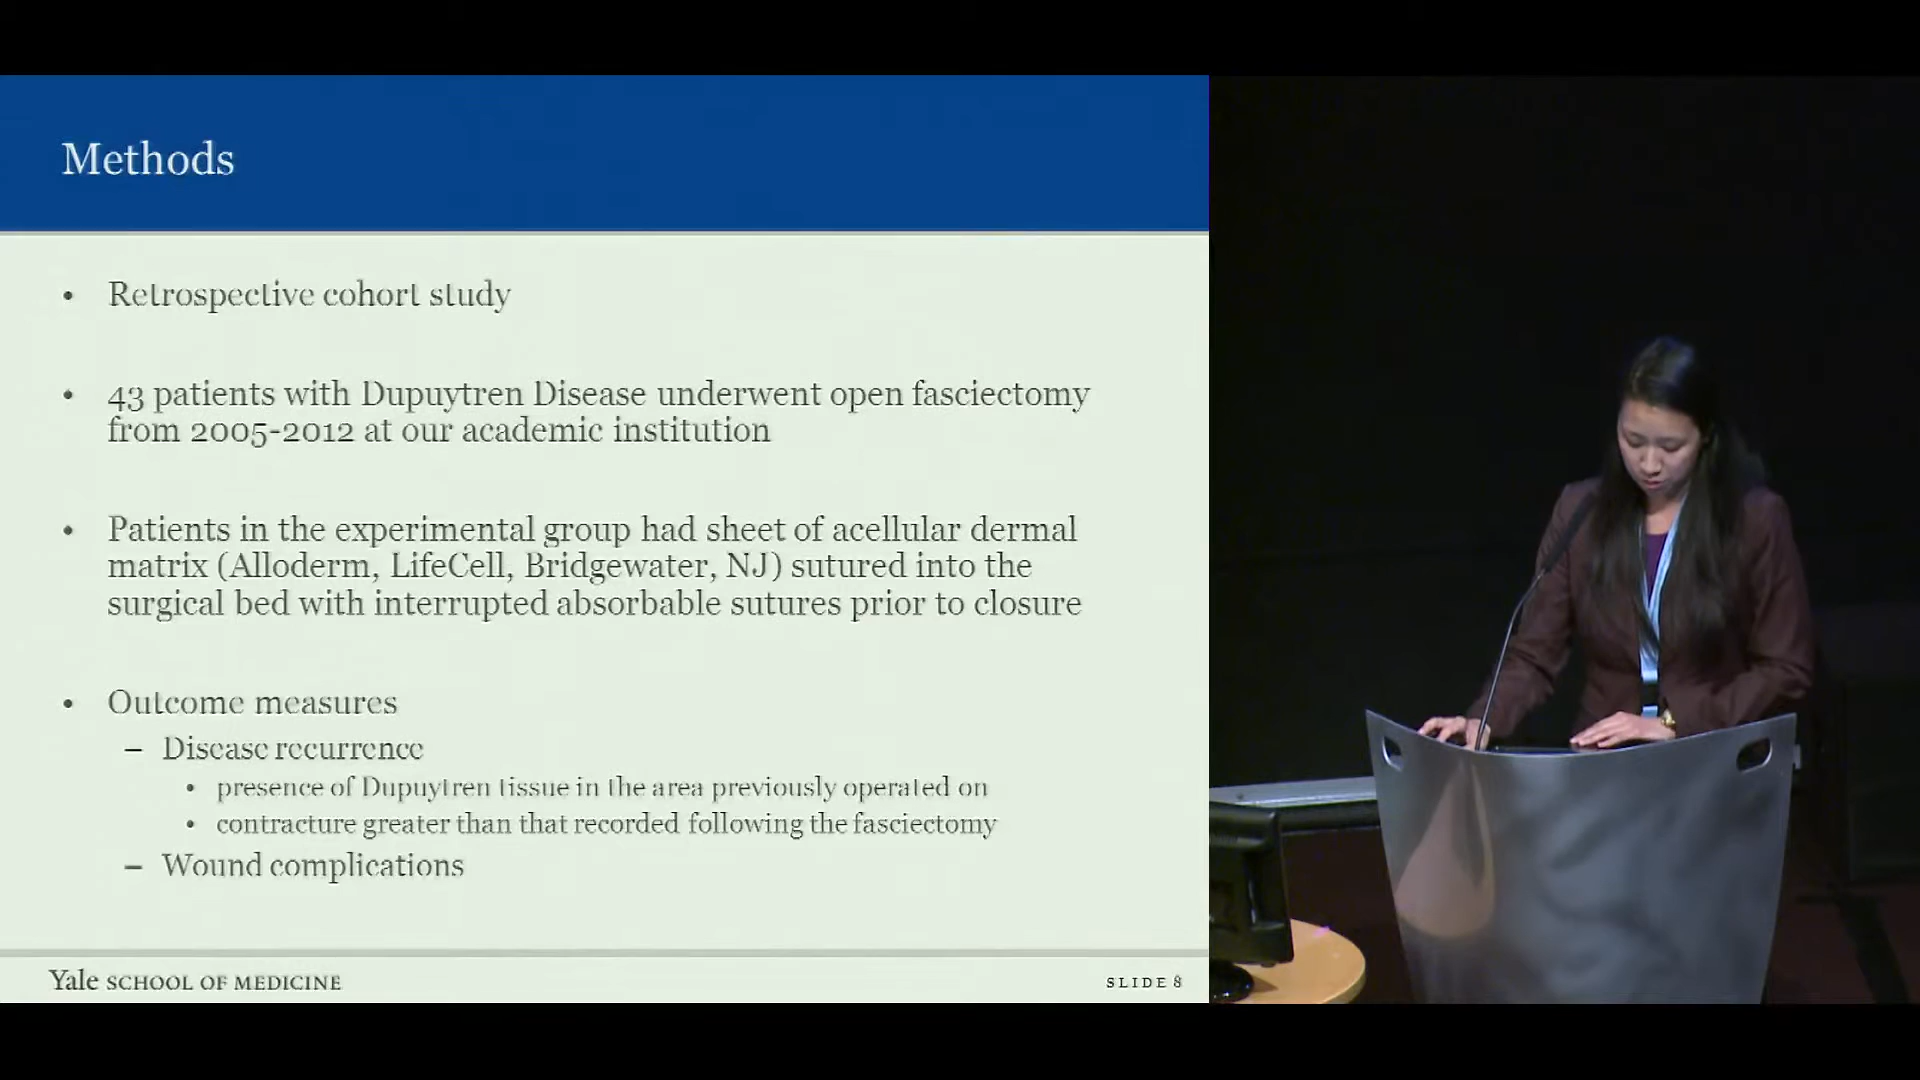 Methods
• Retrospective cohort study
• 43 patients with Dupuytren Disease underwent open fasciectomy
from 2005-2012 at our academic institution
• Patients in the experimental group had sheet of acellular dermal
matrix (Alloderm, LifeCell, Bridgewater, NJ) sutured into the
surgical bed with interrupted absorbable sutures prior to closure
• Outcome measures
– Disease recurrence
• presence of Dupuytren tissue in the area previously operated on
• contracture greater than that recorded following the fasciectomy
– Wound complications
Yale SCHOOL OF MEDICINE
SLIDE 8